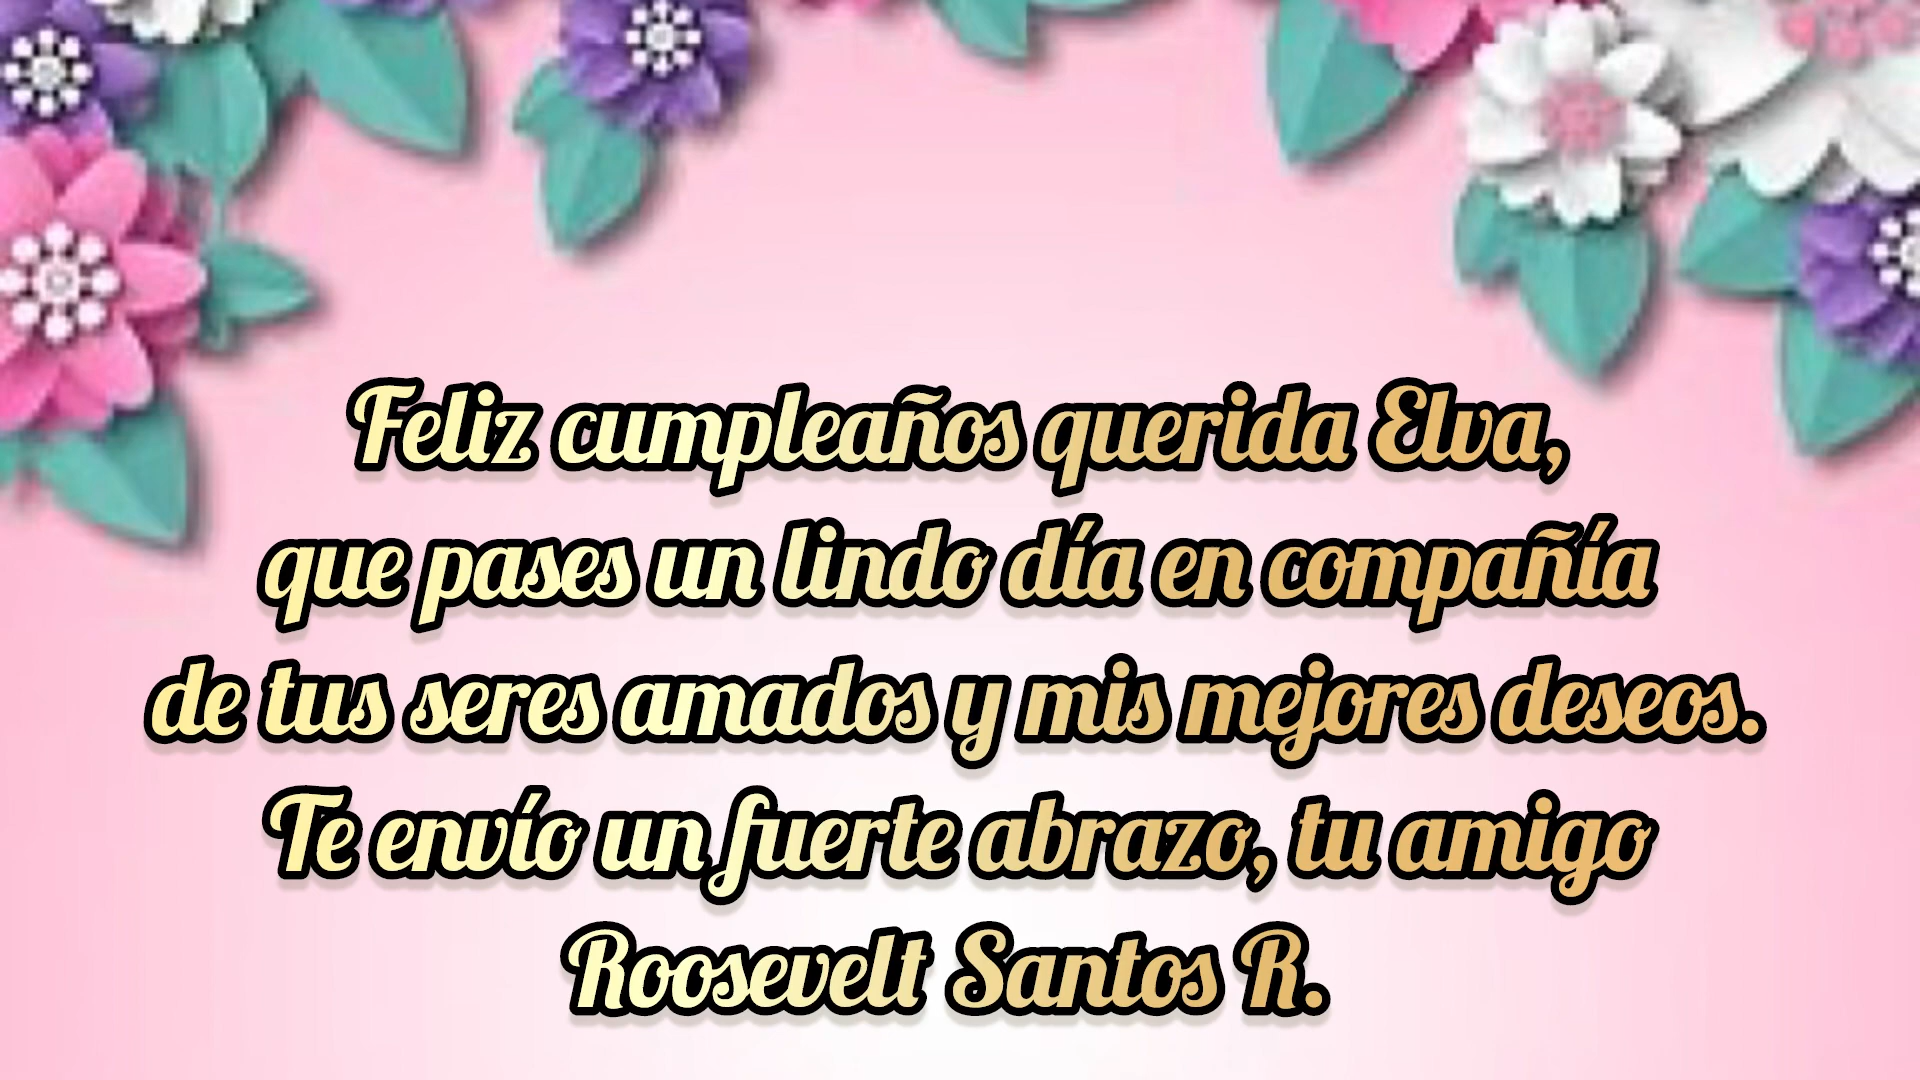 Feliz cumpleaños querida Elva,
que pases un lindo día en compañía
de tus seres amados y mis mejores deseos.
Te envío un fuerte abrazo, tu amigo
Roosevelt Santos R.